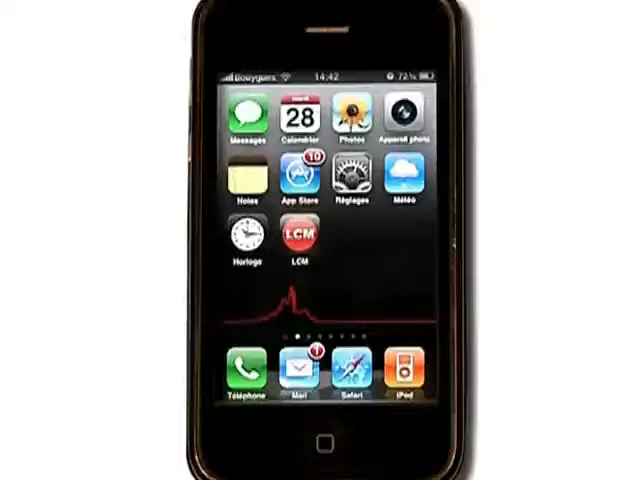 Bouygues 14:42 72%
28
Messages Calendrier Photos Appareil photo
10
Notes App Store Réglages Météo
LCM
Horloge LCM
1
Téléphone Mail Safari iPod